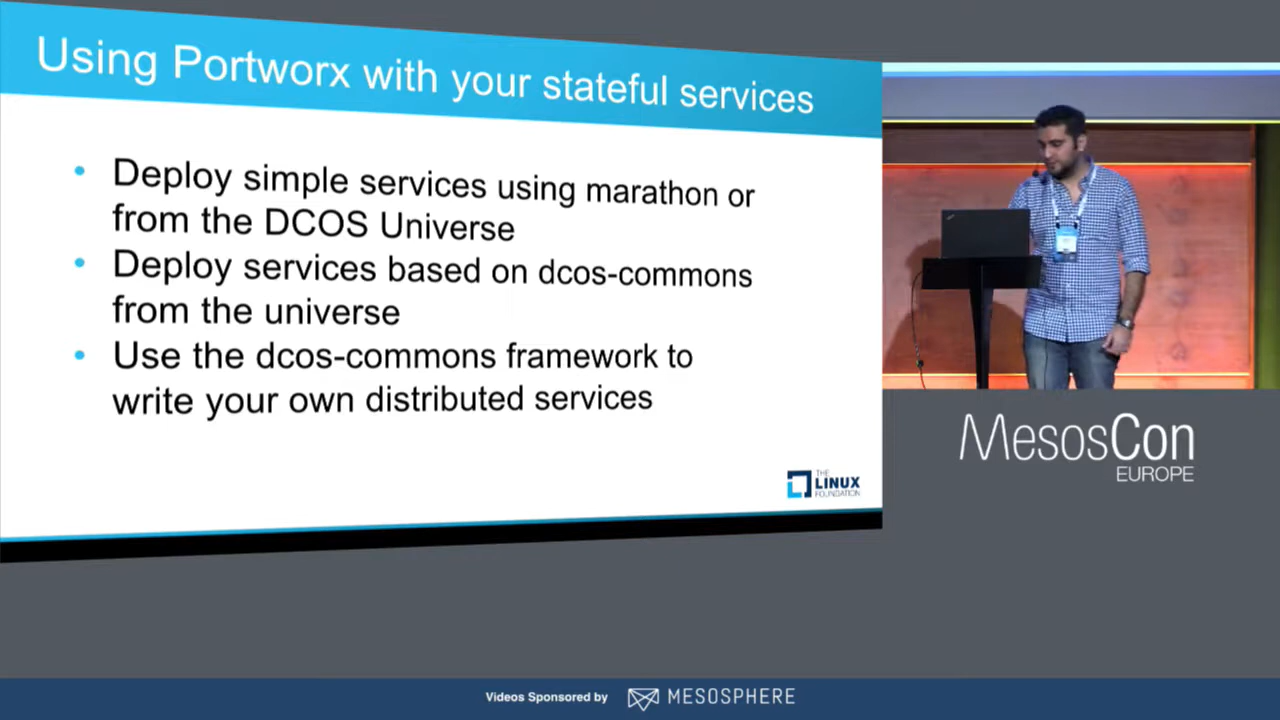 Using Portworx with your stateful services
Deploy simple services using marathon or
from the DCOS Universe
Deploy services based on dcos-commons
from the universe
Use the dcos-commons framework to
write your own distributed services
THE
LINUX
FOUNDATION
MesosCon
EUROPE
Videos Sponsored by
MESOSPHERE